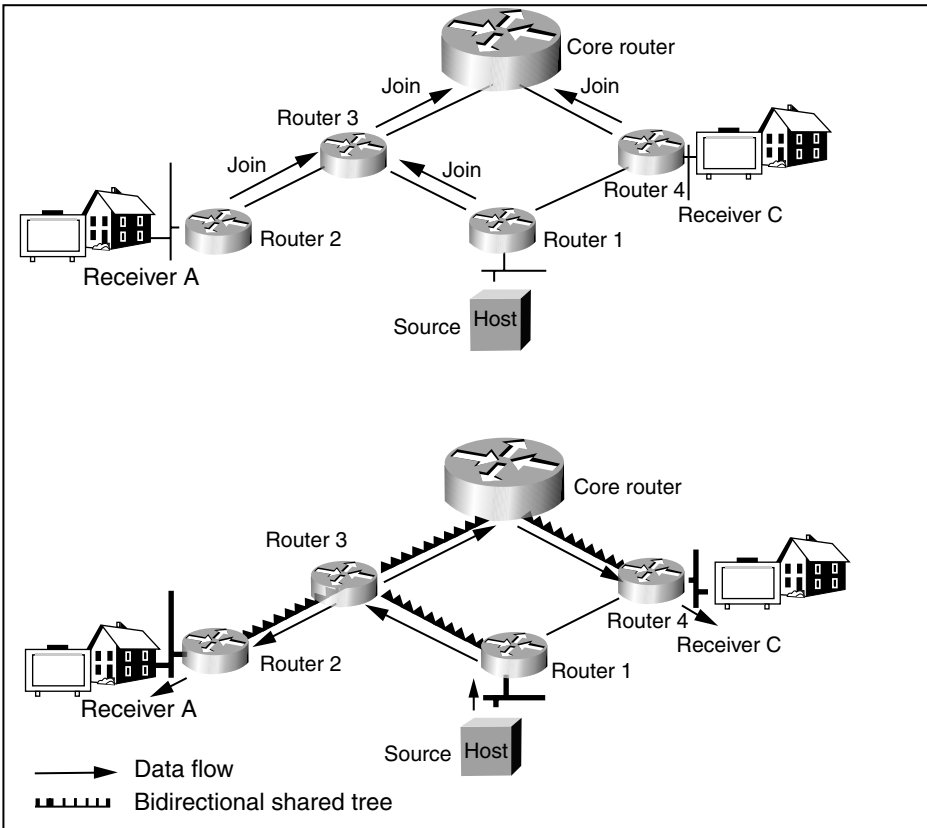 Core router
Join
Join
Router 3
Join
Join
Router 4
Receiver C
Router 2
Router 1
Receiver A
Source
Host
Core router
Router 3
Router 4
Receiver C
Router 2
Router 1
Receiver A
Source
Host
Data flow
Bidirectional shared tree